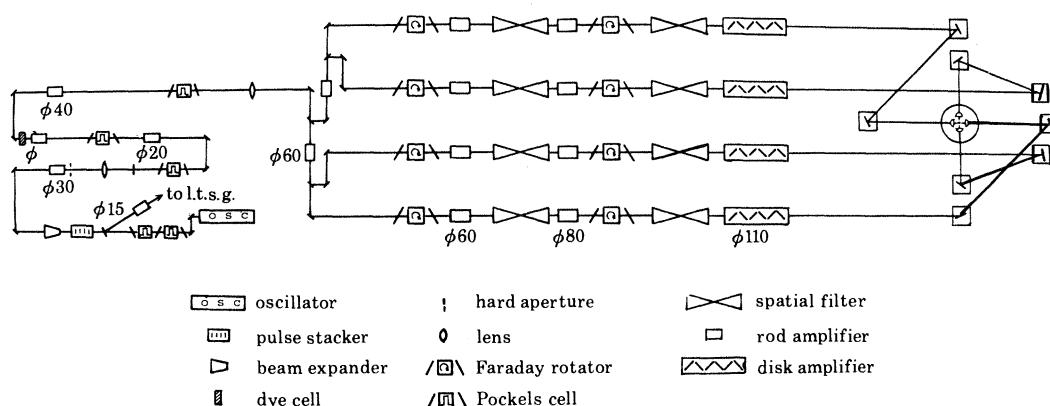 ϕ40
ϕ
ϕ20
ϕ60
ϕ30
ϕ15
to l.t.s.g.
o s c
ϕ60
ϕ80
ϕ110
o s c oscillator
hard aperture
spatial filter
pulse stacker
lens
rod amplifier
beam expander
Faraday rotator
disk amplifier
dye cell
Pockels cell